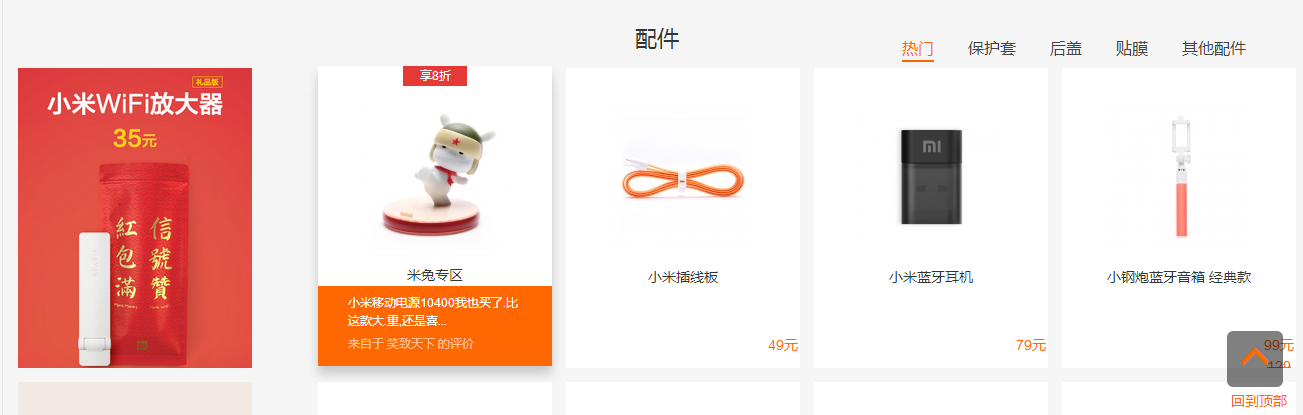 配件
热门
保护套
后盖
贴膜
其他配件
礼品版
小米WiFi放大器
35元
紅包滿
信號贊
享8折
米兔专区
小米移动电源10400我也买了.比
这款大.重,还是喜...
来自于 笑致天下 的评价
小米插线板
49元
mi
小米蓝牙耳机
79元
小钢炮蓝牙音箱 经典款
99元
129
回到顶部